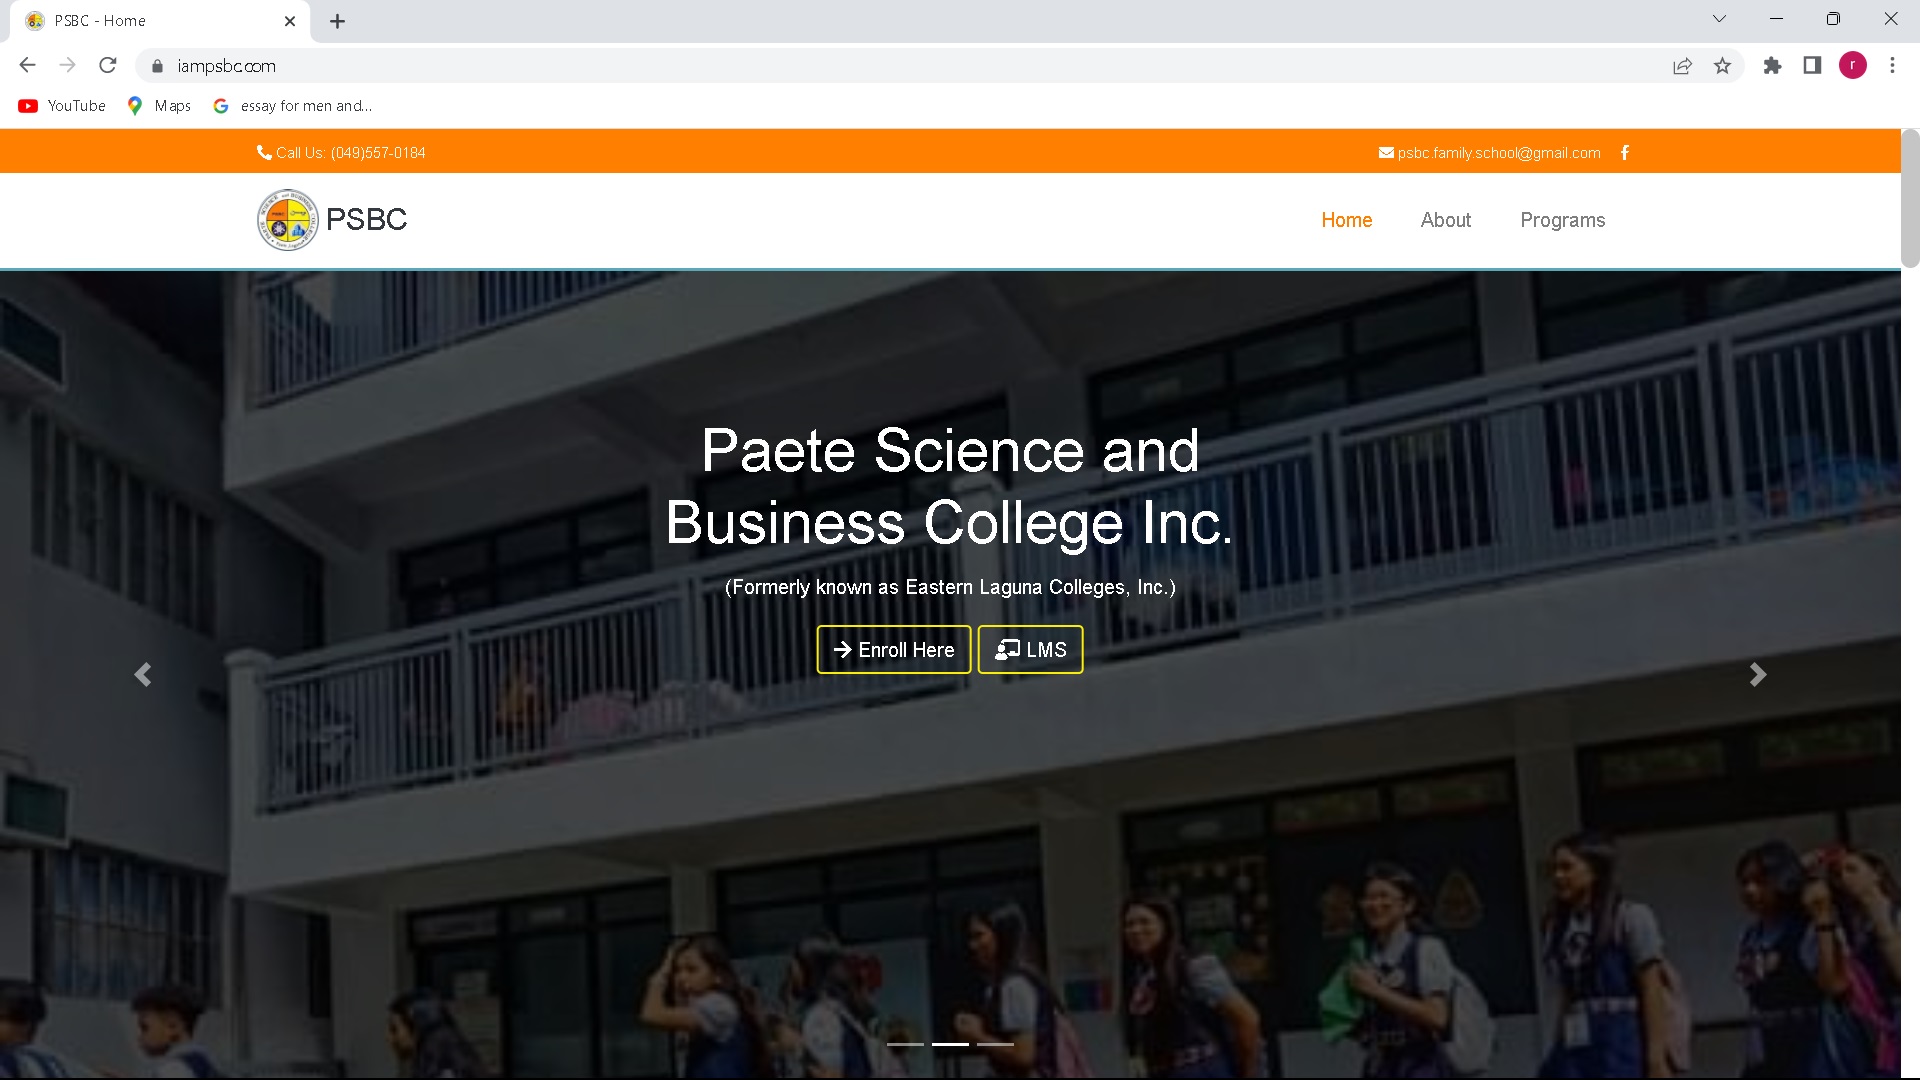 PSBC - Home
iampsbc.com
YouTube
Maps
essay for men and...
r
Call Us: (049)557-0184
psbc.family.school@gmail.com
PSBC
Home
About
Programs
Paete Science and
Business College Inc.
(Formerly known as Eastern Laguna Colleges, Inc.)
Enroll Here
LMS